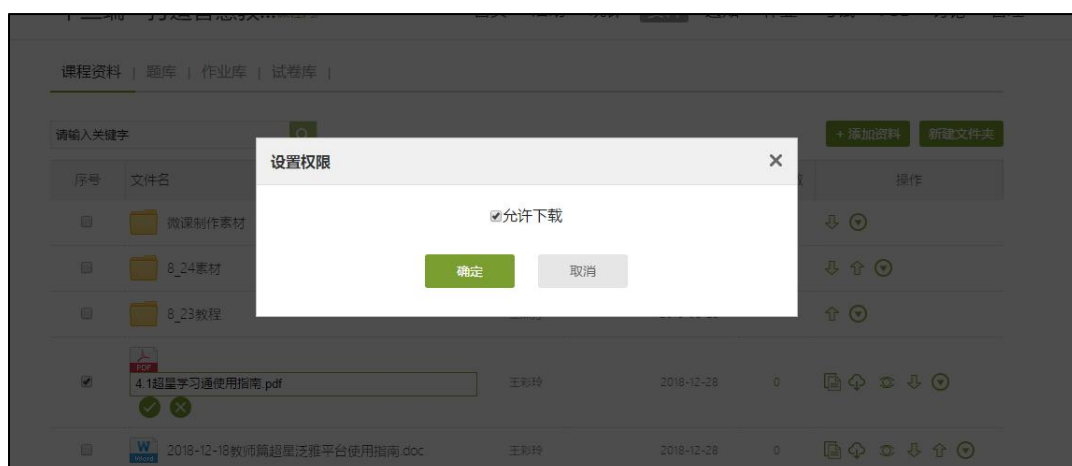 课程资料 | 题库 | 作业库 | 试卷库 |
请输入关键字
+ 添加资料 新建文件夹
设置权限
序号 文件名 操作
允许下载
微课制作素材
确定 取消
8_24素材
8_23教程
PDF
4.1超星学习通使用指南.pdf 王彩玲 2018-12-28 0
W Word 2018-12-18教师篇超星泛雅平台使用指南.doc 王彩玲 2018-12-28 0